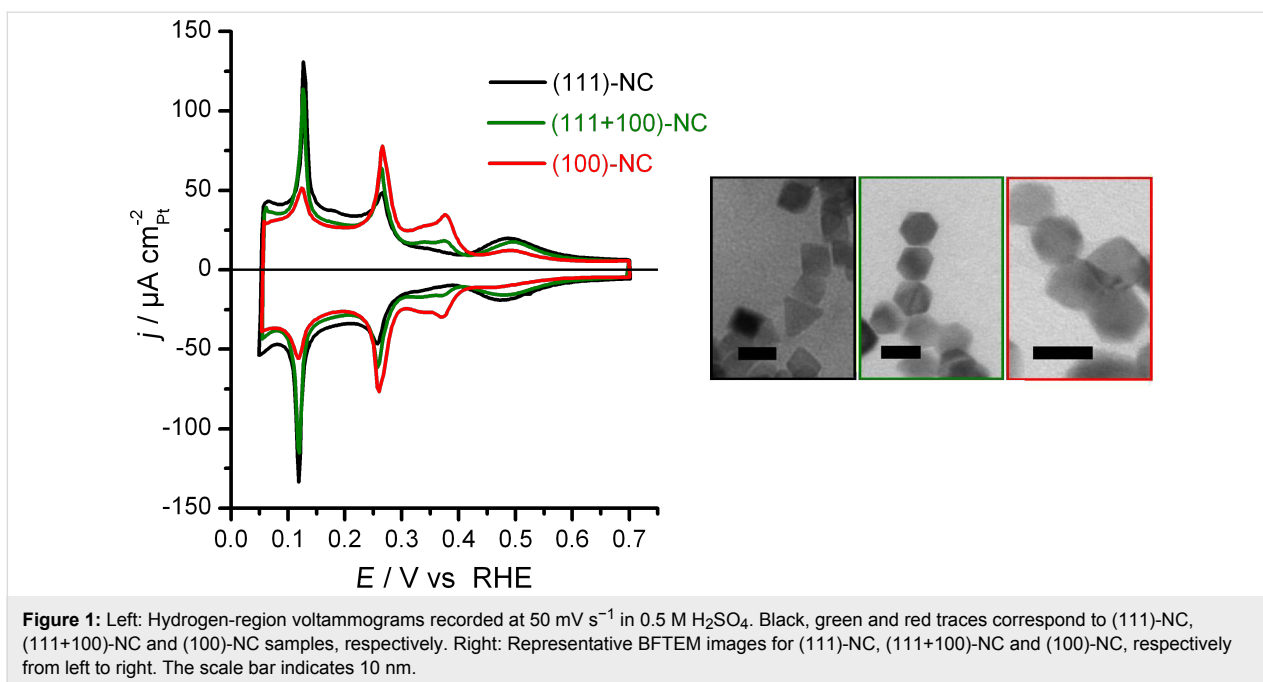 150
100
50
0
-50
-100
-150
j / µA cm⁻²Pt
(111)-NC
(111+100)-NC
(100)-NC
0.0 0.1 0.2 0.3 0.4 0.5 0.6 0.7
E / V vs RHE
Figure 1: Left: Hydrogen-region voltammograms recorded at 50 mV s⁻¹ in 0.5 M H₂SO₄. Black, green and red traces correspond to (111)-NC,
(111+100)-NC and (100)-NC samples, respectively. Right: Representative BFTEM images for (111)-NC, (111+100)-NC and (100)-NC, respectively
from left to right. The scale bar indicates 10 nm.